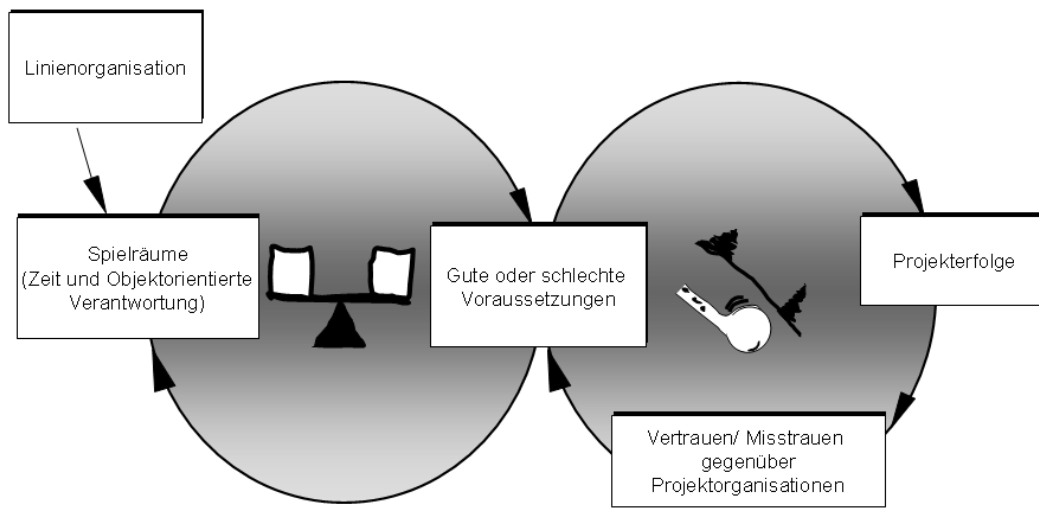 Linienorganisation
Spielräume
(Zeit und Objektorientierte
Verantwortung)
Gute oder schlechte
Voraussetzungen
Projekterfolge
Vertrauen/ Misstrauen
gegenüber
Projektorganisationen